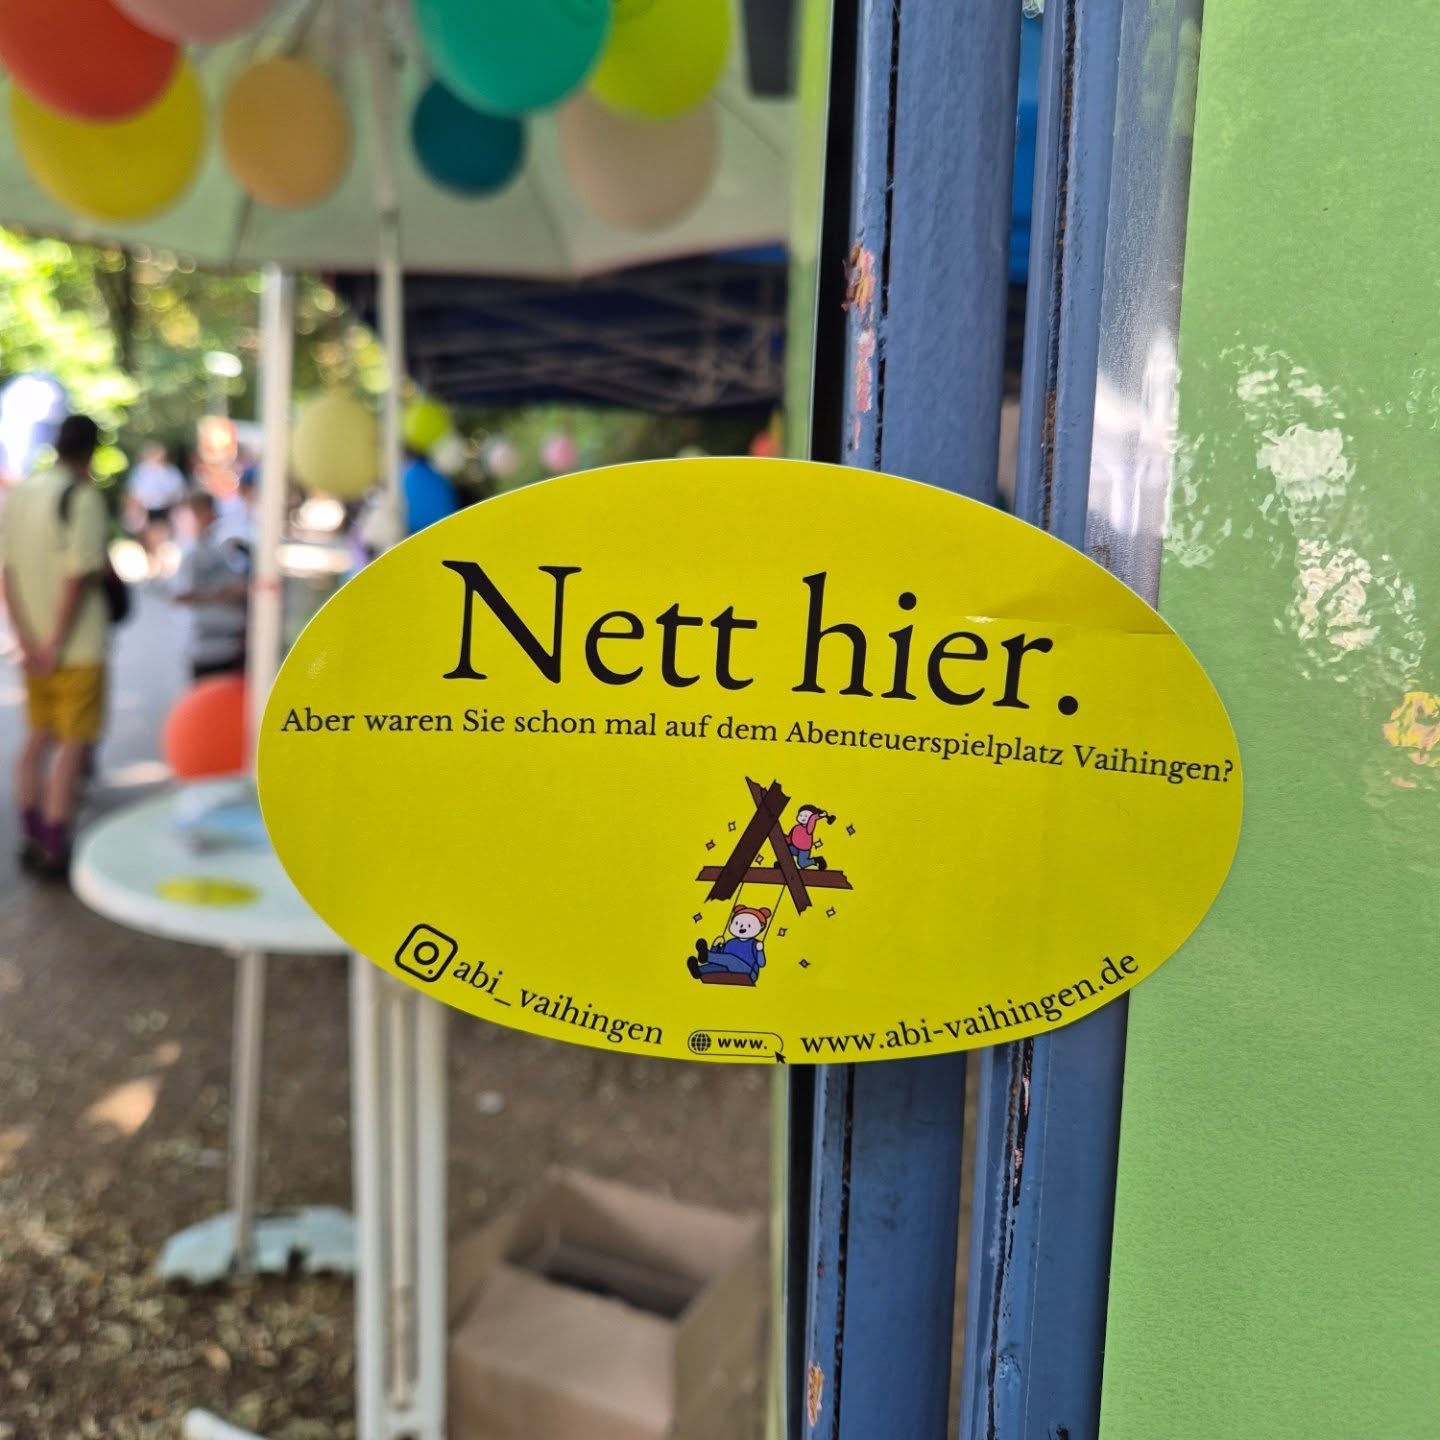 Nett hier.
Aber waren Sie schon mal auf dem Abenteuerspielplatz Vaihingen?
abi_vaihingen
www.
www.abi-vaihingen.de